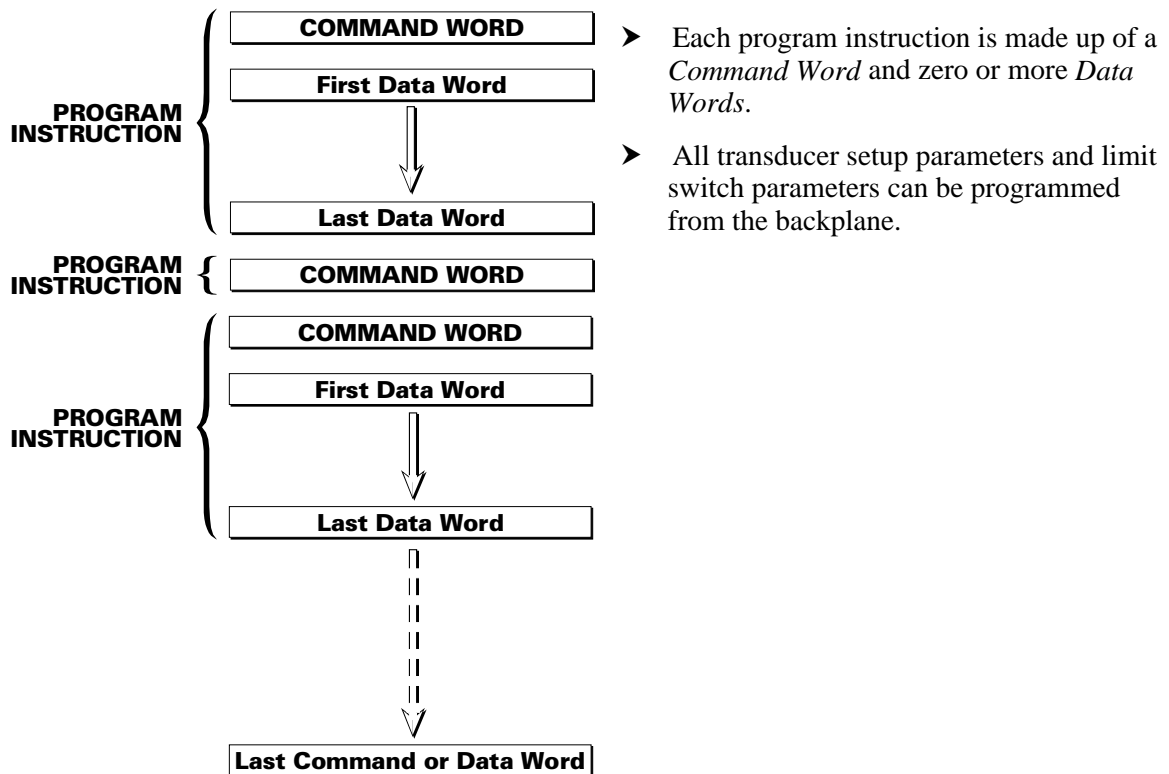 COMMAND WORD
First Data Word
PROGRAM
INSTRUCTION
Last Data Word
PROGRAM
INSTRUCTION
COMMAND WORD
COMMAND WORD
First Data Word
PROGRAM
INSTRUCTION
Last Data Word
Last Command or Data Word
➤ Each program instruction is made up of a
Command Word and zero or more Data
Words.
➤ All transducer setup parameters and limit
switch parameters can be programmed
from the backplane.